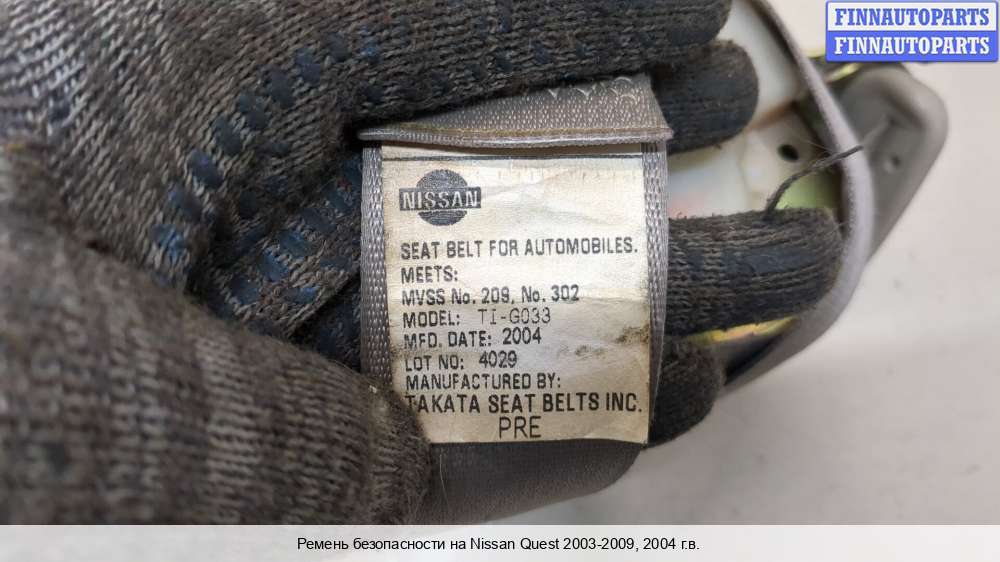 FINNAUTOPARTS
FINNAUTOPARTS
NISSAN
SEAT BELT FOR AUTOMOBILES.
MEETS:
MVSS No. 209, No. 302
MODEL: TI-G033
MFD. DATE: 2004
LOT NO: 4029
MANUFACTURED BY:
TAKATA SEAT BELTS INC.
PRE
Ремень безопасности на Nissan Quest 2003-2009, 2004 г.в.